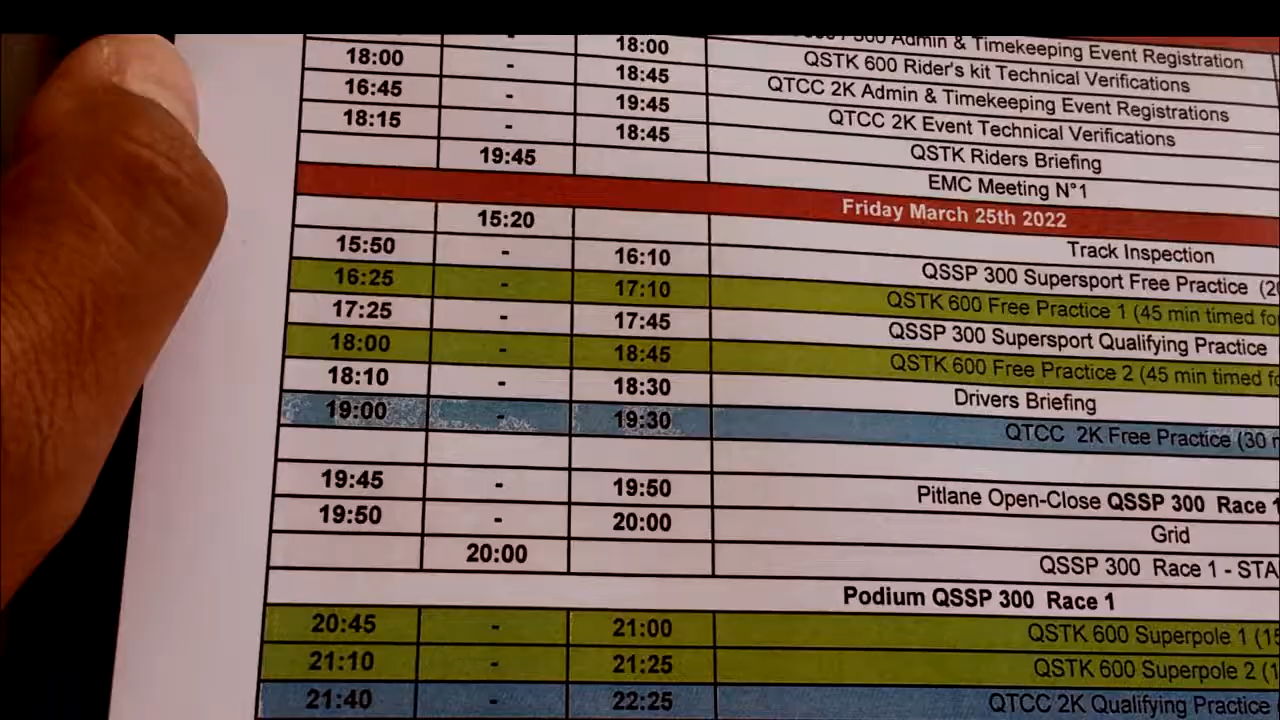 Admin & Timekeeping Event Registration
- 18:00 QSTK 600 Rider's kit Technical Verifications
18:00 - 18:45 QTCC 2K Admin & Timekeeping Event Registrations
16:45 - 19:45 QTCC 2K Event Technical Verifications
18:15 - 18:45 QSTK Riders Briefing
19:45 EMC Meeting N°1
Friday March 25th 2022
15:20 Track Inspection
15:50 - 16:10 QSSP 300 Supersport Free Practice (20
16:25 - 17:10 QSTK 600 Free Practice 1 (45 min timed fo
17:25 - 17:45 QSSP 300 Supersport Qualifying Practice
18:00 - 18:45 QSTK 600 Free Practice 2 (45 min timed fo
18:10 - 18:30 Drivers Briefing
19:00 - 19:30 QTCC 2K Free Practice (30
19:45 - 19:50 Pitlane Open-Close QSSP 300 Race 1
19:50 - 20:00 Grid
20:00 QSSP 300 Race 1 - STA
Podium QSSP 300 Race 1
20:45 - 21:00 QSTK 600 Superpole 1 (15
21:10 - 21:25 QSTK 600 Superpole 2 (1
21:40 - 22:25 QTCC 2K Qualifying Practice